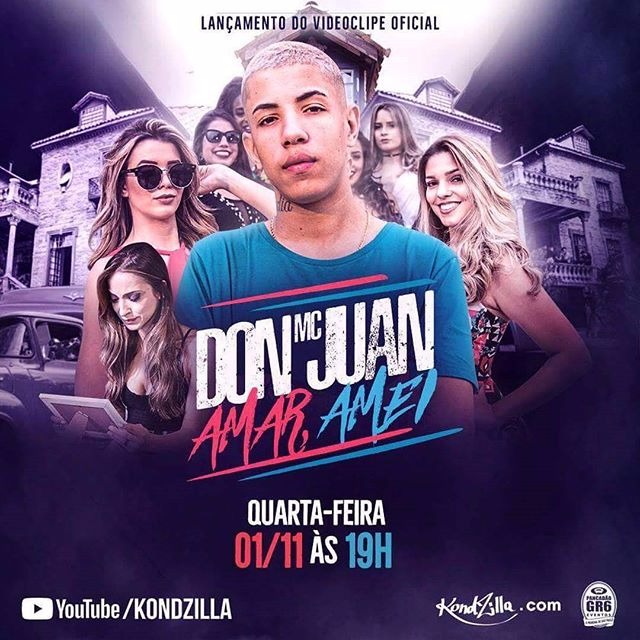 LANÇAMENTO DO VIDEOCLIPE OFICIAL
MC
DON JUAN
AMAR, AMEI
QUARTA-FEIRA
01/11 ÀS 19H
YouTube /KONDZILLA
KondZilla.com
PANCADÃO
GR6
EVENTOS